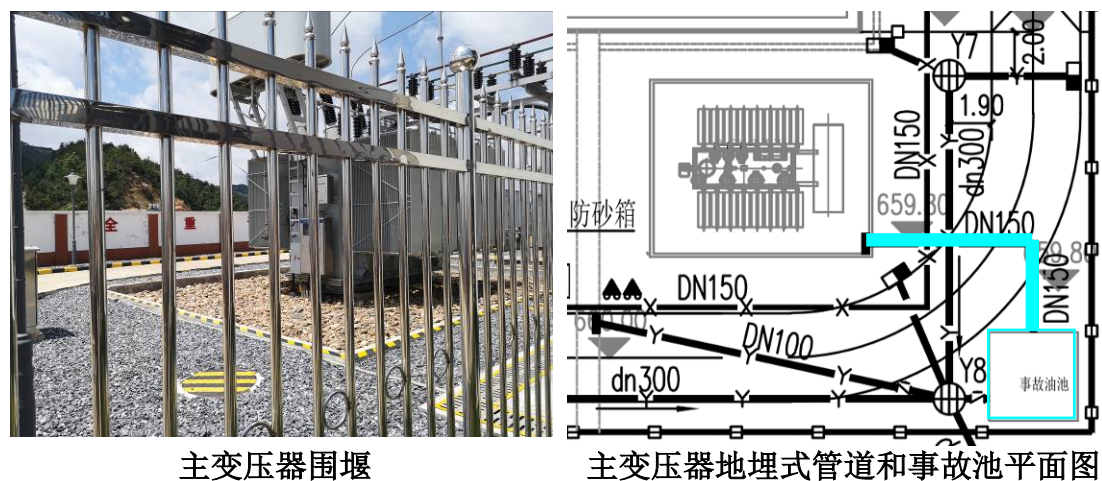 全 重
主变压器围堰
Y7
2.00
1.90
DN150
dn300
防砂箱
659.80
DN150
DN150
DN150
DN100
dn300
Y8
事故油池
主变压器地埋式管道和事故池平面图